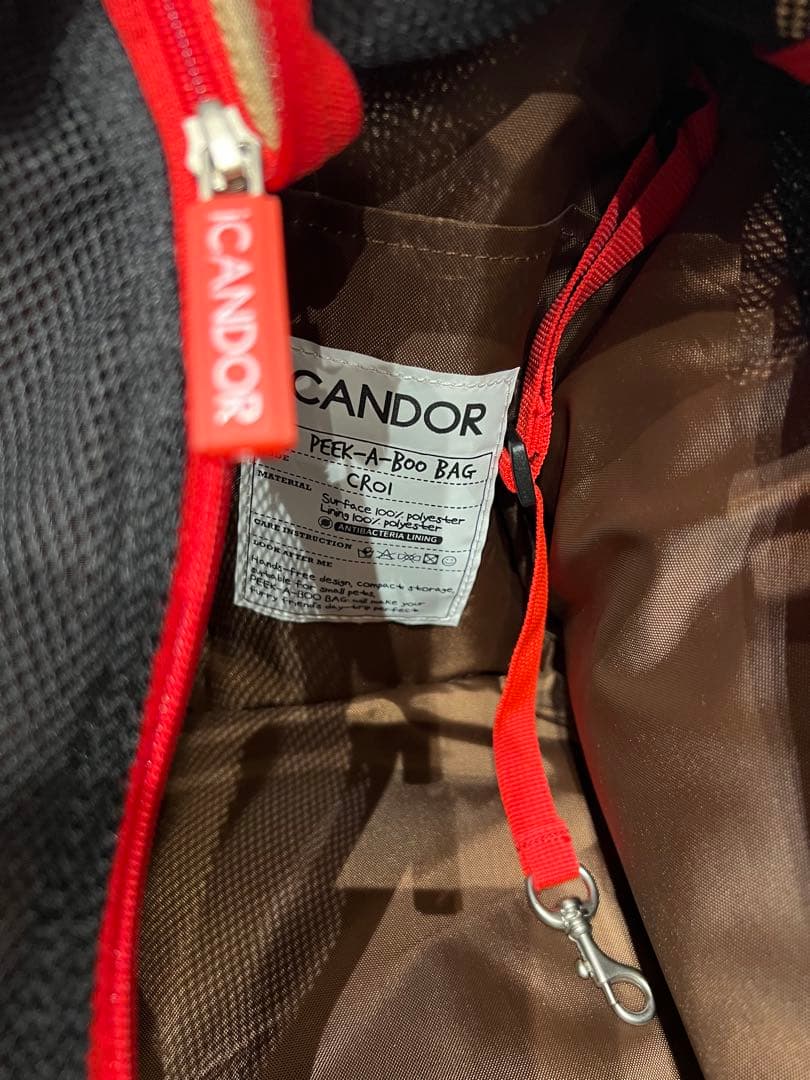 iCANDOR
CANDOR
PEEK-A-BOO BAG
CR01
MATERIAL
Surface 100% polyester
Lining 100% polyester
ANTIBACTERIA LINING
CARE INSTRUCTION
LOOK AFTER ME
Hands-free design, compact storage,
suitable for small pets.
PEEK-A-BOO BAG will make your
furry friend's day-trip perfect